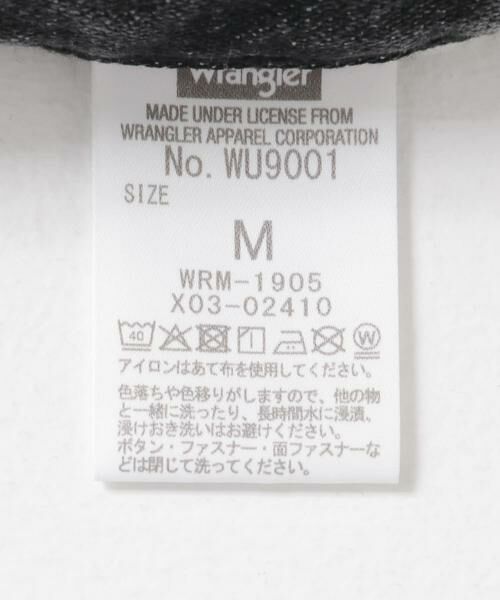 Wrangler
MADE UNDER LICENSE FROM
WRANGLER APPAREL CORPORATION
No. WU9001
SIZE
M
WRM-1905
X03-02410
40
W
アイロンはあて布を使用してください。
色落ちや色移りがしますので、他の物
と一緒に洗ったり、長時間水に浸漬、
浸けおき洗いはお避けください。
ボタン・ファスナー・面ファスナーな
どは閉じて洗ってください。